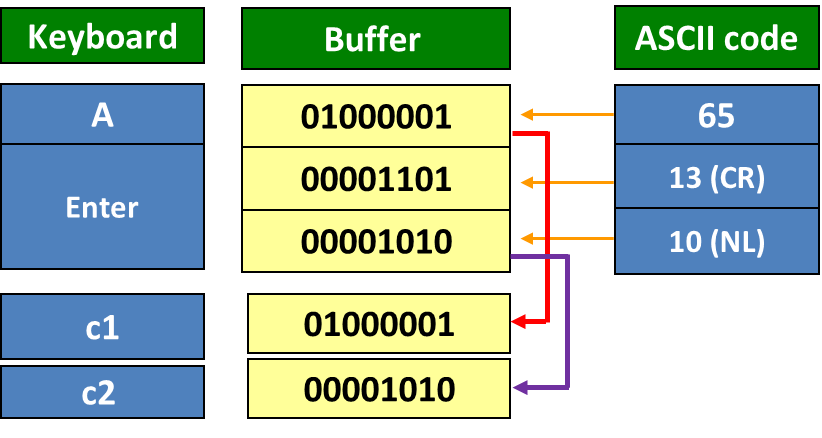 Keyboard Buffer ASCII code
A 01000001 65
Enter 00001101 13 (CR)
00001010 10 (NL)
c1 01000001
c2 00001010